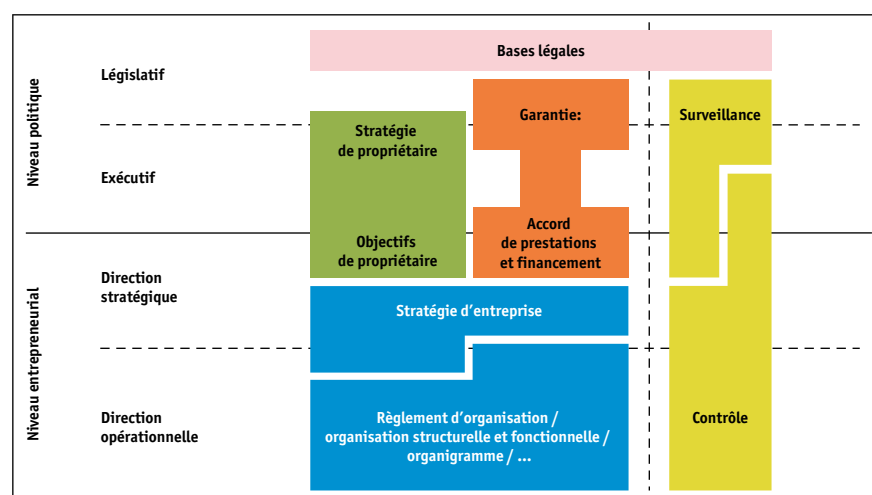 Bases légales
Niveau politique
Législatif
Garantie:
Surveillance
Stratégie
de propriétaire
Exécutif
Accord
de prestations
et financement
Objectifs
de propriétaire
Niveau entrepreneurial
Direction
stratégique
Stratégie d’entreprise
Direction
opérationnelle
Règlement d’organisation /
organisation structurelle et fonctionnelle /
organigramme / ...
Contrôle